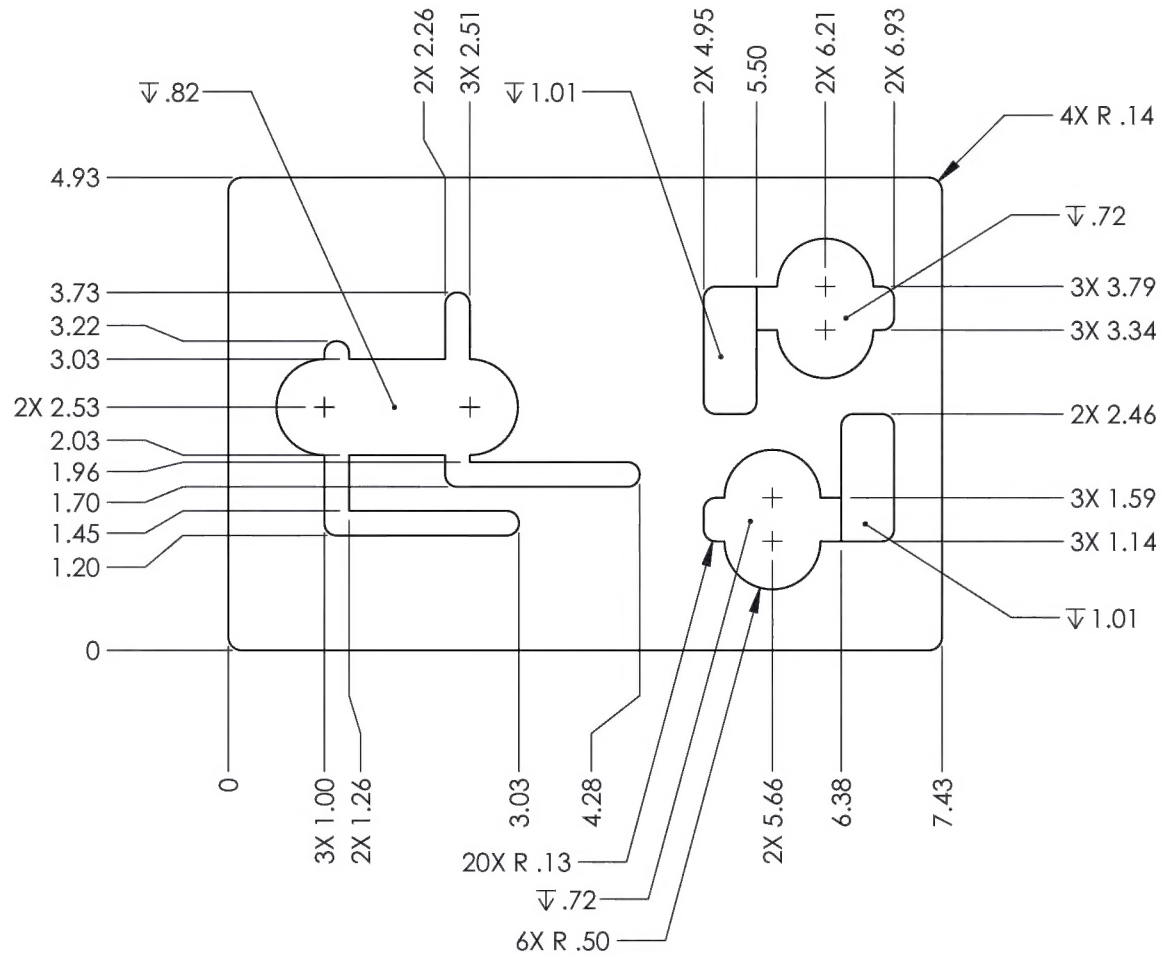 2X 2.26
3X 2.51
2X 4.95
5.50
2X 6.21
2X 6.93
↧ .82
↧ 1.01
4X R .14
4.93
↧ .72
3.73
3X 3.79
3.22
3X 3.34
3.03
2X 2.53
2X 2.46
2.03
1.96
1.70
3X 1.59
1.45
3X 1.14
1.20
↧ 1.01
0
0
3X 1.00
2X 1.26
3.03
4.28
2X 5.66
6.38
7.43
20X R .13
↧ .72
6X R .50